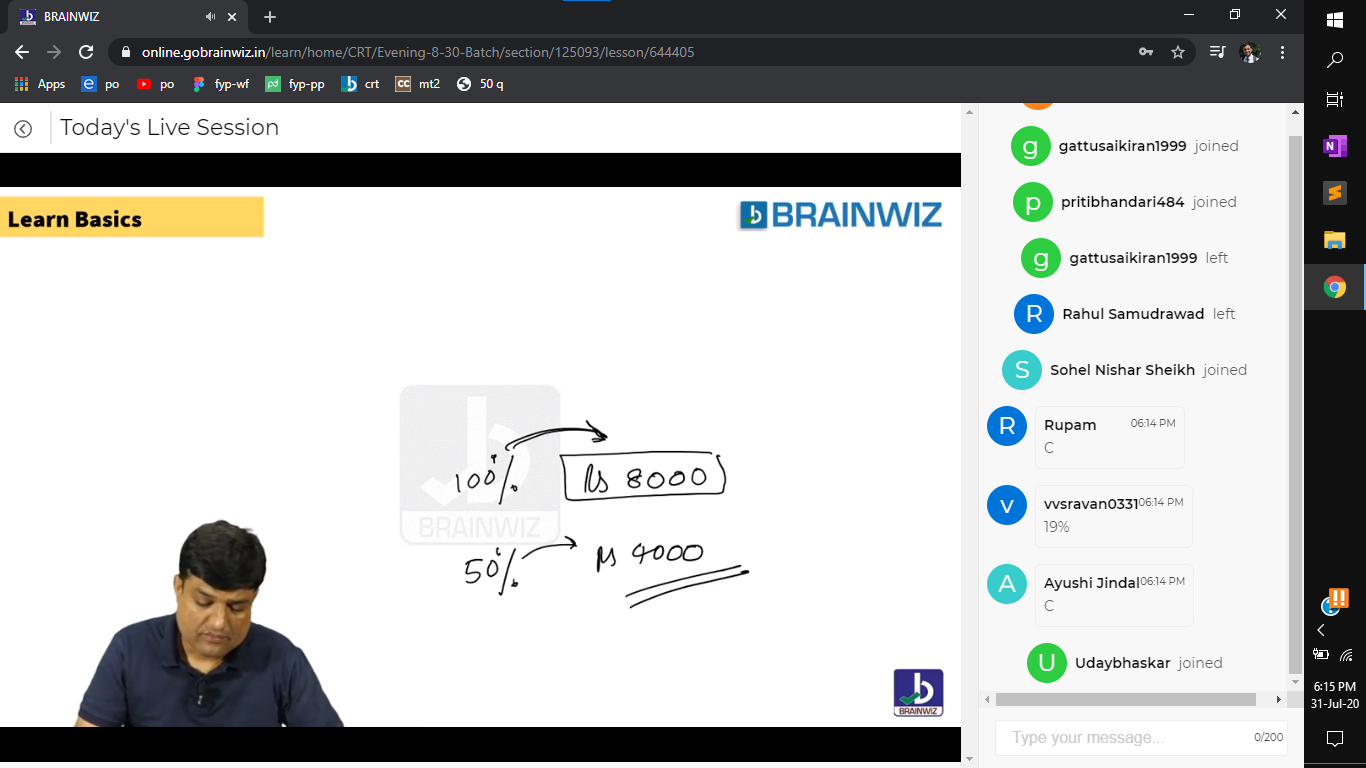 BRAINWIZ
online.gobrainwiz.in/learn/home/CRT/Evening-8-30-Batch/section/125093/lesson/644405
Apps po po fyp-wf fyp-pp crt mt2 50 q
Today's Live Session
Learn Basics
BRAINWIZ
100% Rs 8000
BRAINWIZ
50% Rs 4000
BRAINWIZ
gattusaikiran1999 joined
p pritibhandari484 joined
g gattusaikiran1999 left
R Rahul Samudrawad left
S Sohel Nishar Sheikh joined
R Rupam 06:14 PM
C
v vvsravan0331 06:14 PM
19%
A Ayushi Jindal 06:14 PM
C
U Udaybhaskar joined
Type your message... 0/200
6:15 PM
31-Jul-20